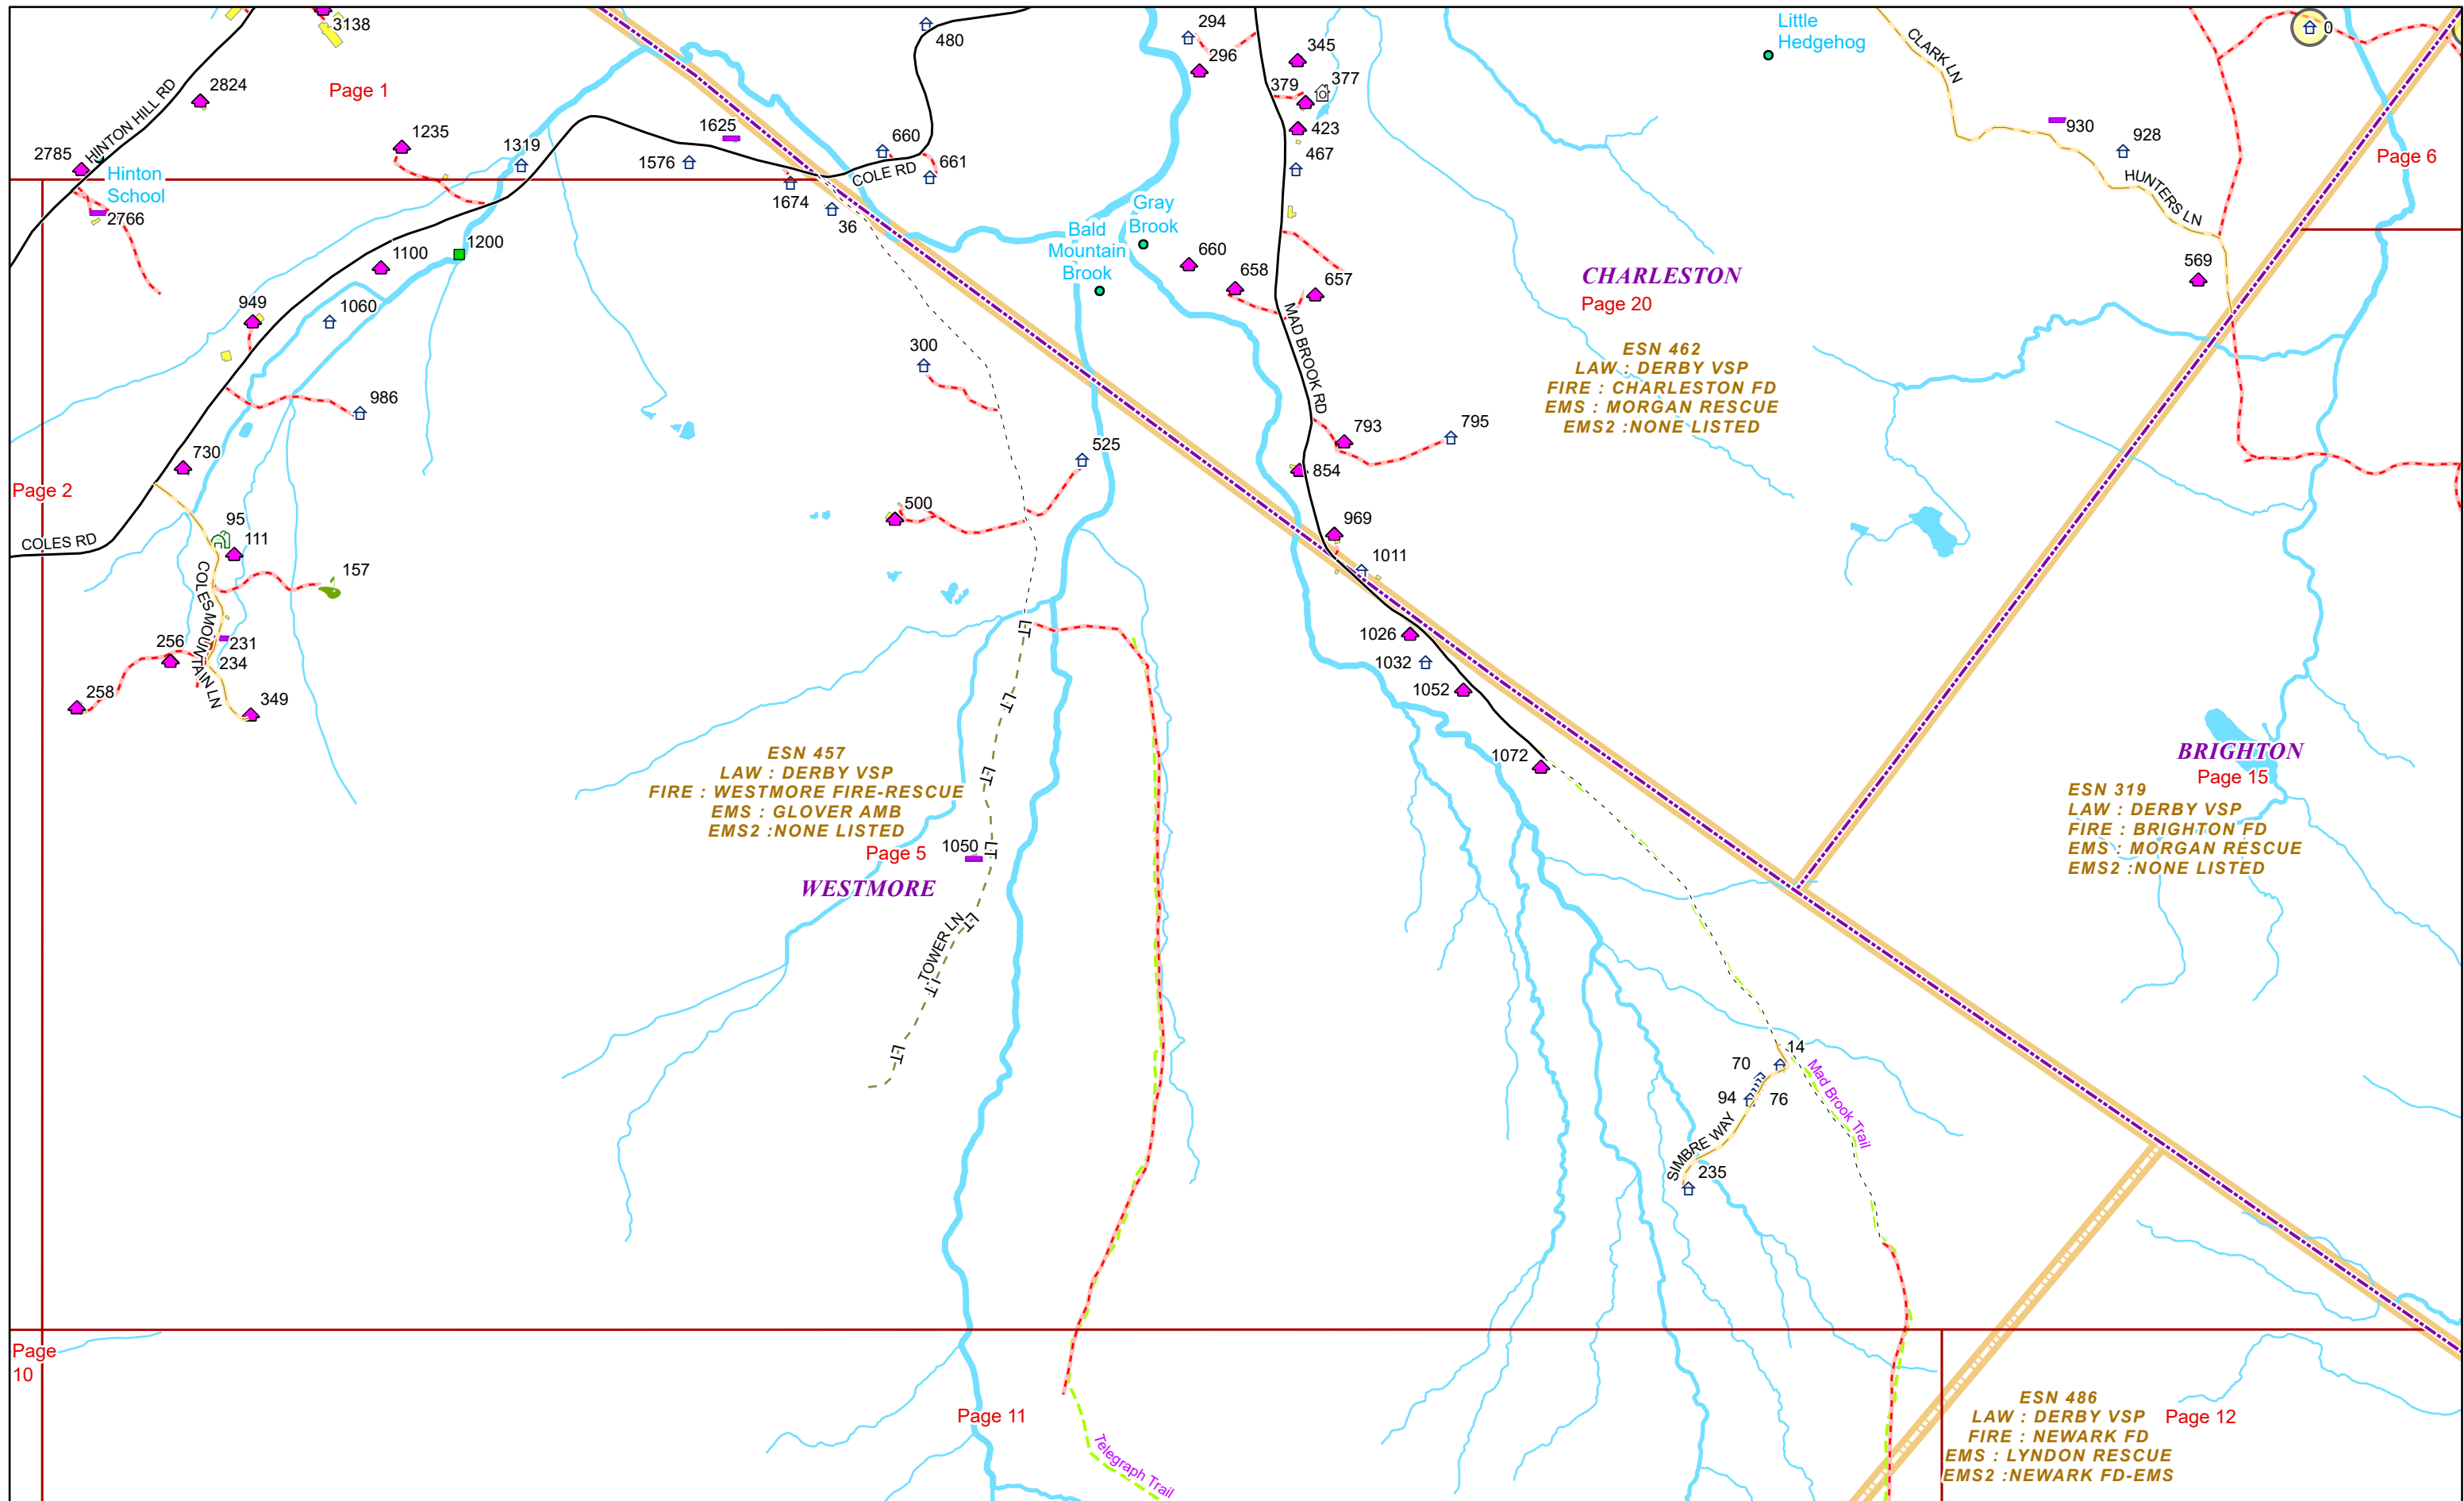 3138
480
294
296
345
379
377
423
467
Little
Hedgehog
CLARK LN
0
Page 1
HINTON HILL RD
2824
2785
Hinton
School
2766
1235
1319
1625
1576
660
661
COLE RD
1674
36
930
928
Page 6
HUNTERS LN
569
Gray
Brook
Bald
Mountain
Brook
660
658
657
MAD BROOK RD
CHARLESTON
Page 20
ESN 462
LAW : DERBY VSP
FIRE : CHARLESTON FD
EMS : MORGAN RESCUE
EMS2 :NONE LISTED
1200
1100
1060
949
986
730
300
525
500
793
795
854
969
1011
Page 2
COLES RD
95
111
157
COLES MOUNTAIN LN
256
231
234
258
349
LT
LT
LT
LT
LT
LT
LT
1026
1032
1052
1072
ESN 457
LAW : DERBY VSP
FIRE : WESTMORE FIRE-RESCUE
EMS : GLOVER AMB
EMS2 :NONE LISTED
Page 5
WESTMORE
1050
TOWER LN
BRIGHTON
Page 15
ESN 319
LAW : DERBY VSP
FIRE : BRIGHTON FD
EMS : MORGAN RESCUE
EMS2 :NONE LISTED
14
70
94
76
Mad Brook Trail
SIMBRE WAY
235
Page
10
Page 11
Telegraph Trail
ESN 486
LAW : DERBY VSP
FIRE : NEWARK FD
EMS : LYNDON RESCUE
EMS2 :NEWARK FD-EMS
Page 12